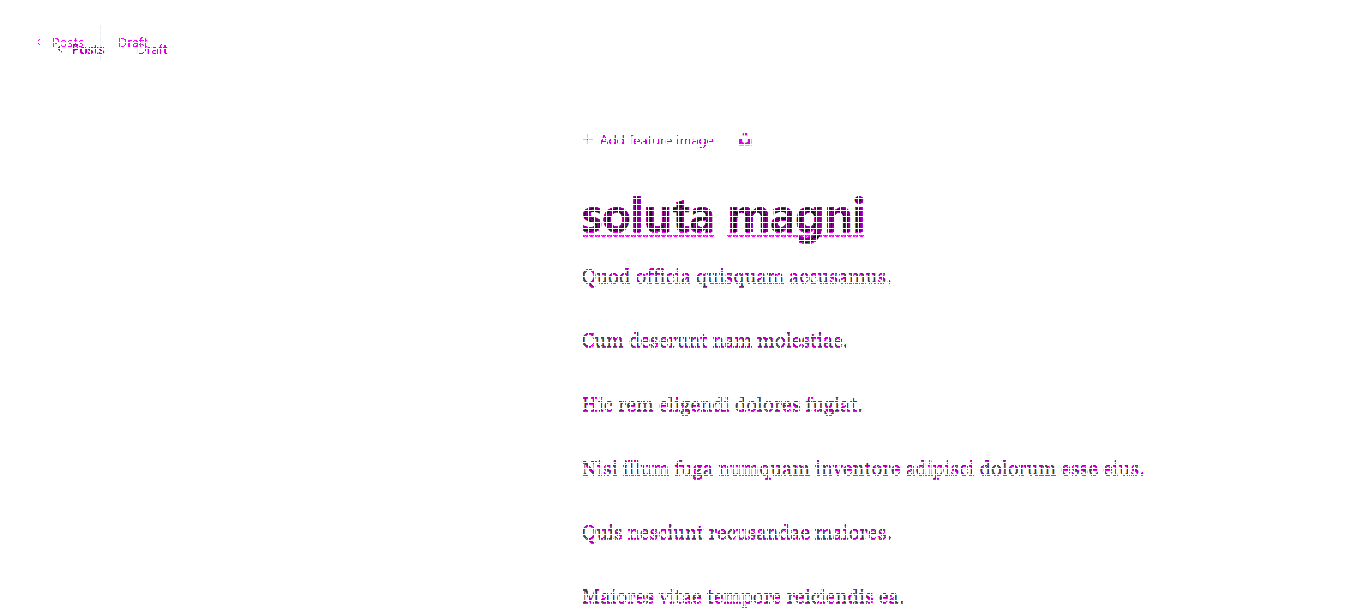 Posts Draft
Posts Draft
+ Add feature image
soluta magni
Quod officia quisquam accusamus.
Cum deserunt nam molestiae.
Hic rem eligendi dolores fugiat.
Nisi illum fuga numquam inventore adipisci dolorum esse eius.
Quis nesciunt recusandae maiores.
Maiores vitae tempore reiciendis ea.